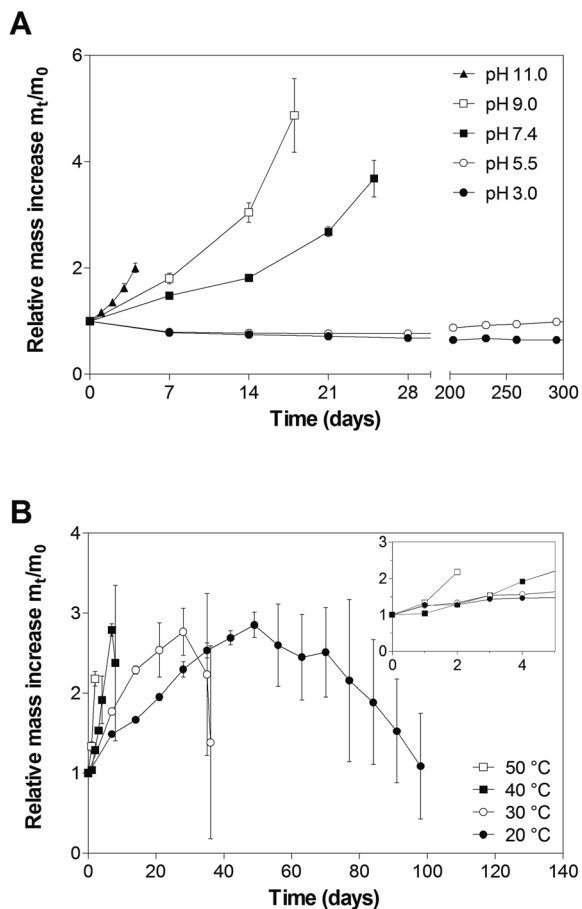 A
Relative mass increase mt/m0
6
4
2
0
0 7 14 21 28 200 250 300
Time (days)
pH 11.0
pH 9.0
pH 7.4
pH 5.5
pH 3.0
B
Relative mass increase mt/m0
4
3
2
1
0
0 20 40 60 80 100 120 140
Time (days)
3
2
1
0
0 2 4
50 °C
40 °C
30 °C
20 °C